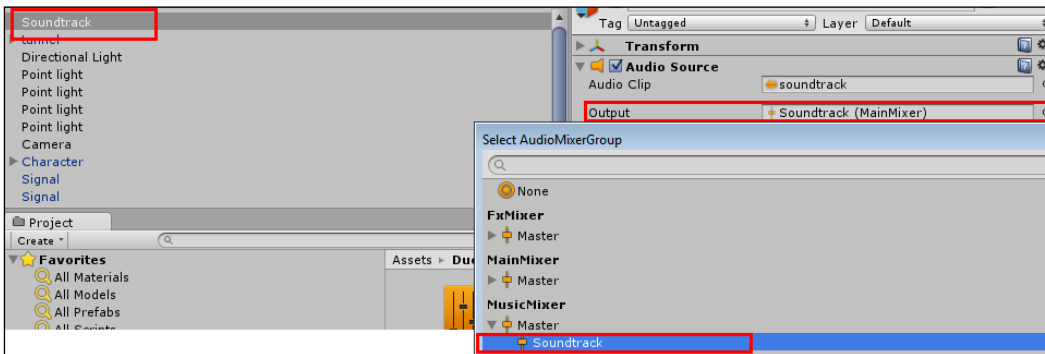 Soundtrack
tunnel
Directional Light
Point light
Point light
Point light
Point light
Camera
Character
Signal
Signal
Project
Create
Favorites
All Materials
All Models
All Prefabs
All Scripts
Assets
Tag Untagged Layer Default
Transform
Audio Source
Audio Clip soundtrack
Output Soundtrack (MainMixer)
Select AudioMixerGroup
None
FxMixer
Master
MainMixer
Master
MusicMixer
Master
Soundtrack